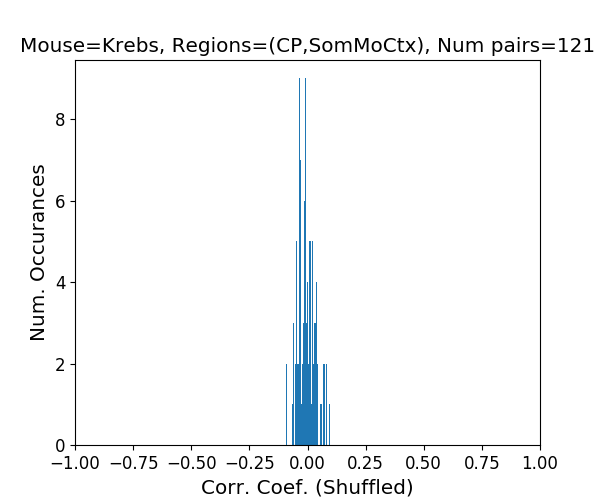 Mouse=Krebs, Regions=(CP,SomMoCtx), Num pairs=121
8
6
4
2
0
Num. Occurances
−1.00 −0.75 −0.50 −0.25 0.00 0.25 0.50 0.75 1.00
Corr. Coef. (Shuffled)